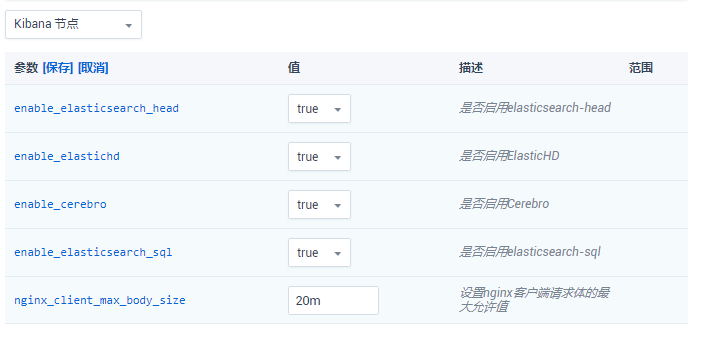 Kibana 节点
参数 [保存] [取消] 值 描述 范围
enable_elasticsearch_head true 是否启用elasticsearch-head
enable_elastichd true 是否启用ElasticHD
enable_cerebro true 是否启用Cerebro
enable_elasticsearch_sql true 是否启用elasticsearch-sql
nginx_client_max_body_size 20m 设置nginx客户端请求体的最
大允许值